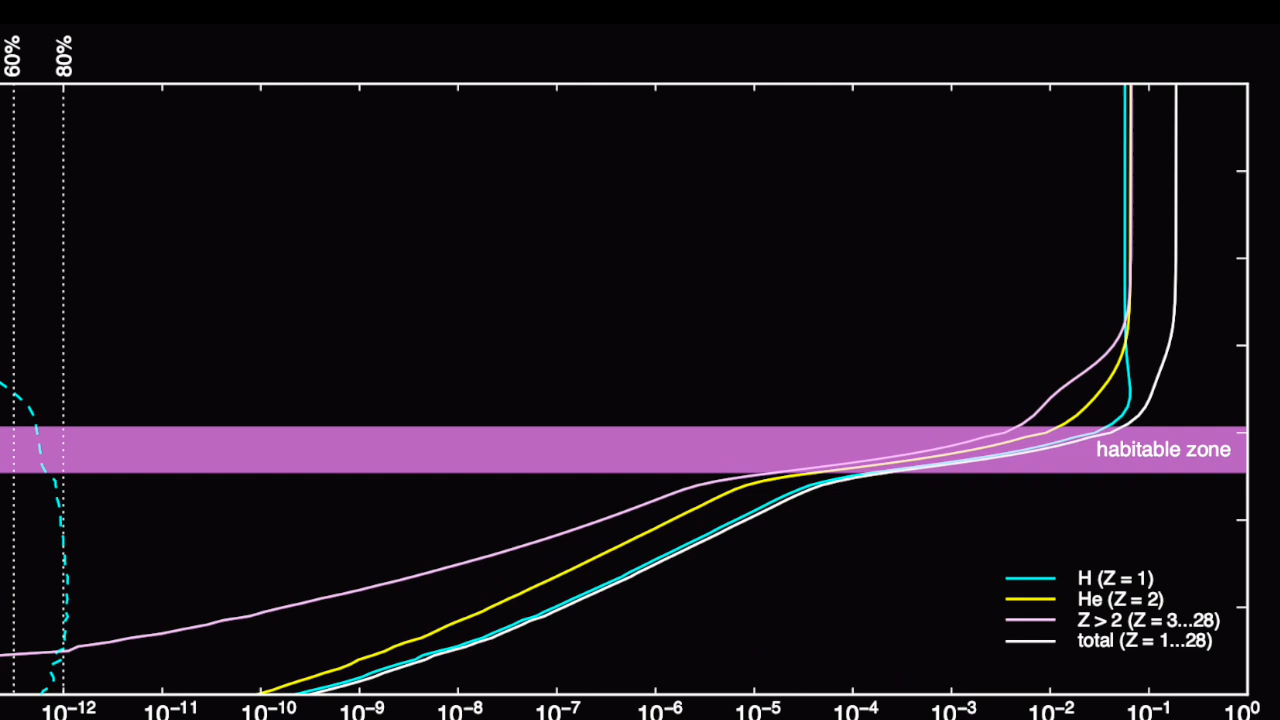 60%
80%
habitable zone
H (Z = 1)
He (Z = 2)
Z > 2 (Z = 3...28)
total (Z = 1...28)
10⁻¹² 10⁻¹¹ 10⁻¹⁰ 10⁻⁹ 10⁻⁸ 10⁻⁷ 10⁻⁶ 10⁻⁵ 10⁻⁴ 10⁻³ 10⁻² 10⁻¹ 10⁰